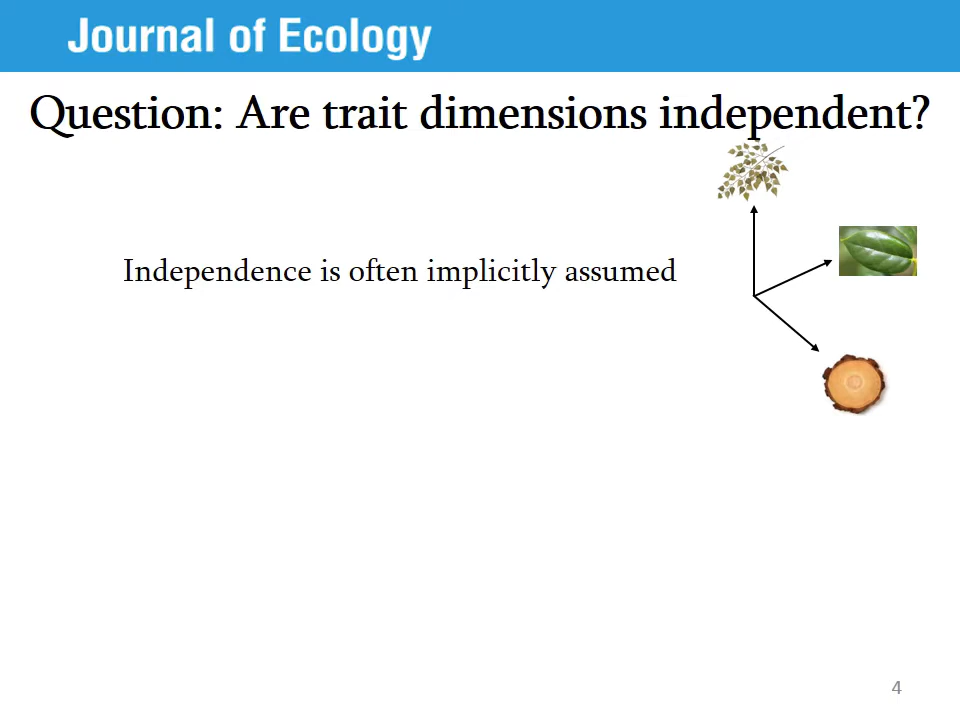 Journal of Ecology
Question: Are trait dimensions independent?
Independence is often implicitly assumed
4